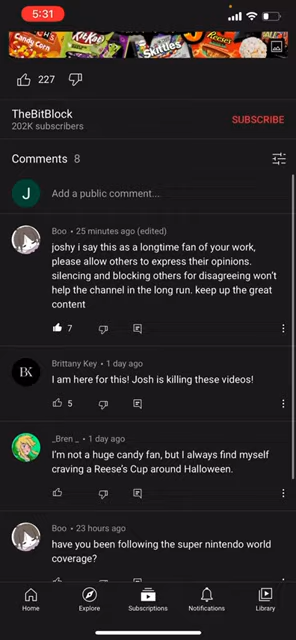 5:31
Candy Corn
KitKat
Skittles
Reese's
227
TheBitBlock
202K subscribers
SUBSCRIBE
Comments 8
J
Add a public comment...
Boo • 25 minutes ago (edited)
joshy i say this as a longtime fan of your work,
please allow others to express their opinions.
silencing and blocking others for disagreeing won't
help the channel in the long run. keep up the great
content
7
BK
Brittany Key • 1 day ago
I am here for this! Josh is killing these videos!
5
_Bren_ • 1 day ago
I'm not a huge candy fan, but I always find myself
craving a Reese's Cup around Halloween.
Boo • 23 hours ago
have you been following the super nintendo world
coverage?
Home
Explore
Subscriptions
Notifications
Library